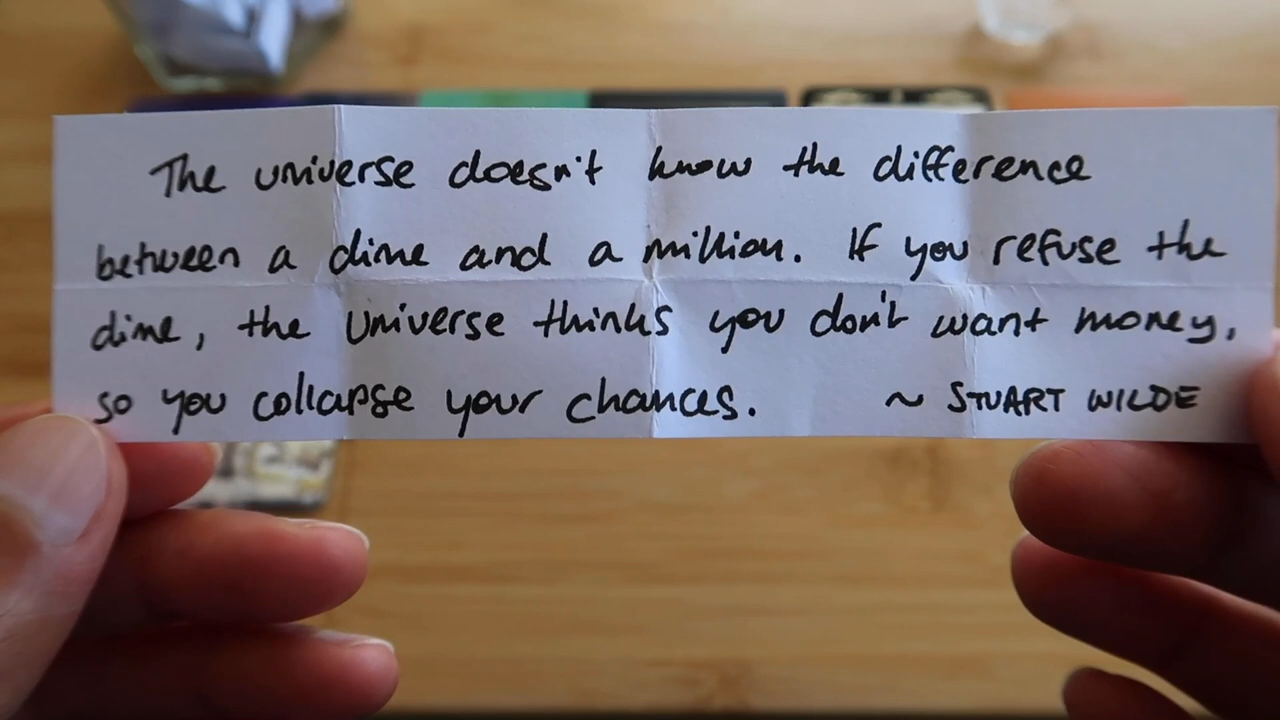 The universe doesn't know the difference
between a dime and a million. If you refuse the
dime, the Universe thinks you don't want money,
so you collapse your chances. ~ STUART WILDE